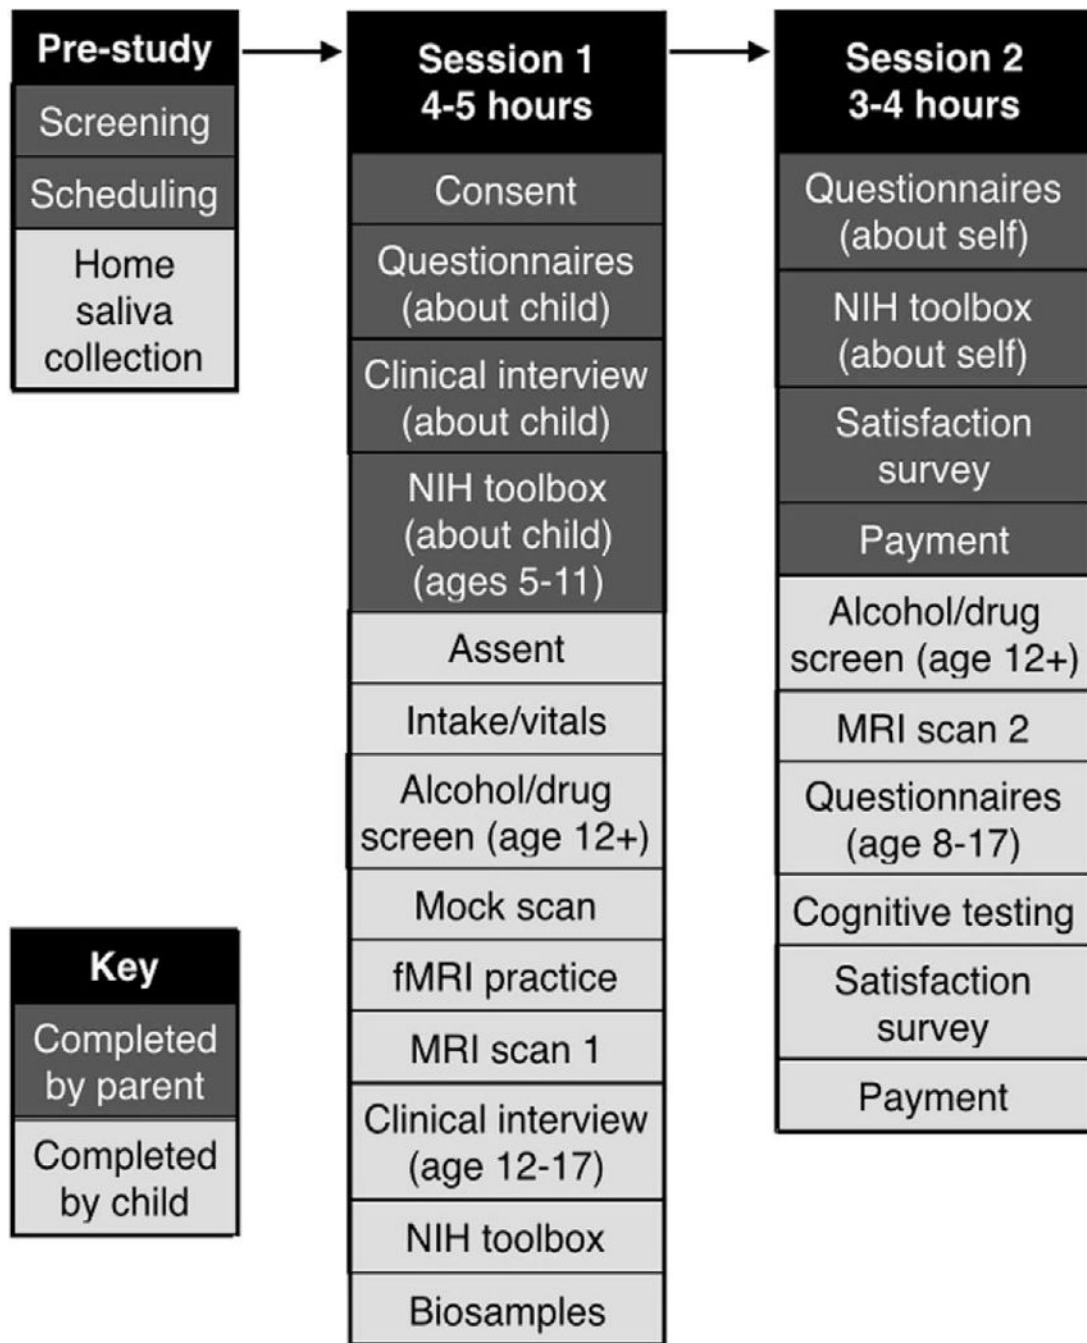 Pre-study
Screening
Scheduling
Home
saliva
collection
Session 1
4-5 hours
Consent
Questionnaires
(about child)
Clinical interview
(about child)
NIH toolbox
(about child)
(ages 5-11)
Assent
Intake/vitals
Alcohol/drug
screen (age 12+)
Mock scan
fMRI practice
MRI scan 1
Clinical interview
(age 12-17)
NIH toolbox
Biosamples
Session 2
3-4 hours
Questionnaires
(about self)
NIH toolbox
(about self)
Satisfaction
survey
Payment
Alcohol/drug
screen (age 12+)
MRI scan 2
Questionnaires
(age 8-17)
Cognitive testing
Satisfaction
survey
Payment
Key
Completed
by parent
Completed
by child